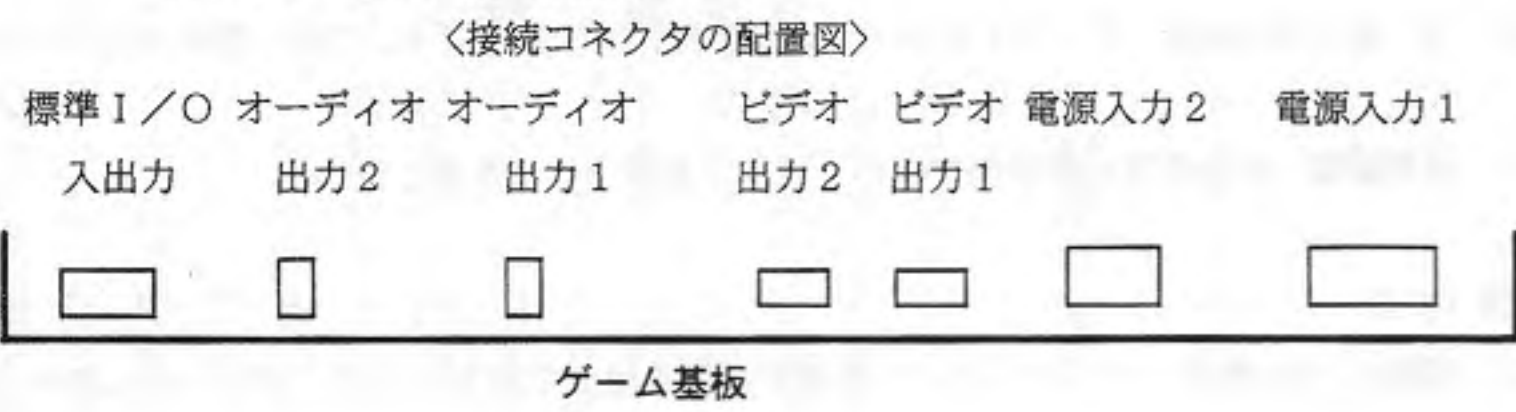 〈接続コネクタの配置図〉
標準I／O オーディオ オーディオ ビデオ ビデオ 電源入力2 電源入力1
入出力 出力2 出力1 出力2 出力1
ゲーム基板